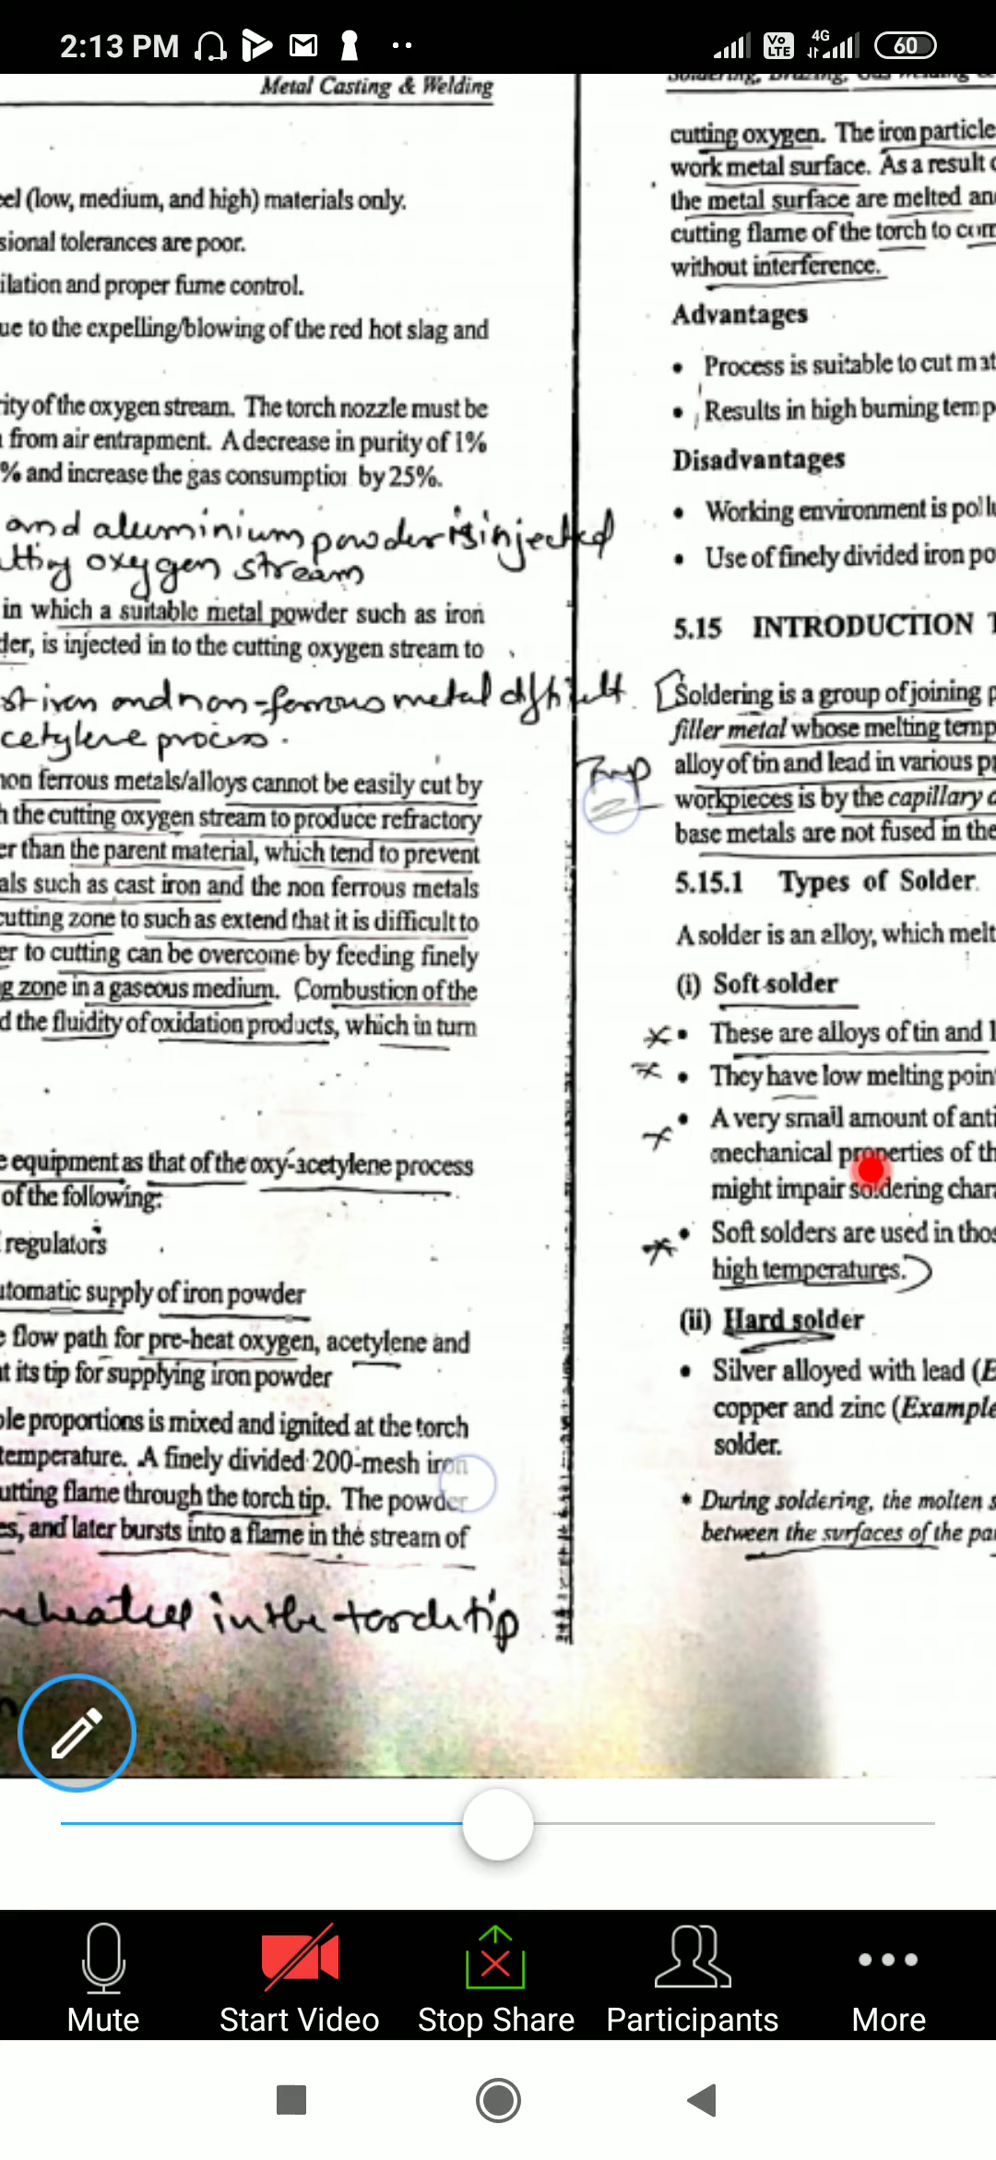 2:13 PM
Vo LTE
4G
60
Metal Casting & Welding
eel (low, medium, and high) materials only.
sional tolerances are poor.
ilation and proper fume control.
ue to the expelling/blowing of the red hot slag and
rity of the oxygen stream. The torch nozzle must be
from air entrapment. A decrease in purity of 1%
% and increase the gas consumption by 25%.
and aluminium powder is injected
utting oxygen stream
in which a suitable metal powder such as iron
der, is injected in to the cutting oxygen stream to
st iron and non-ferrous metal difficult
cetylene process.
non ferrous metals/alloys cannot be easily cut by
h the cutting oxygen stream to produce refractory
er than the parent material, which tend to prevent
als such as cast iron and the non ferrous metals
cutting zone to such as extend that it is difficult to
er to cutting can be overcome by feeding finely
g zone in a gaseous medium. Combustion of the
d the fluidity of oxidation products, which in turn
e equipment as that of the oxy-acetylene process
of the following:
regulators
utomatic supply of iron powder
e flow path for pre-heat oxygen, acetylene and
at its tip for supplying iron powder
ble proportions is mixed and ignited at the torch
temperature. A finely divided 200-mesh iron
utting flame through the torch tip. The powder
es, and later bursts into a flame in the stream of
reheated in the torch tip
Soldering, Brazing, Gas Welding &
cutting oxygen. The iron particle
work metal surface. As a result
the metal surface are melted an
cutting flame of the torch to com
without interference.
Advantages
• Process is suitable to cut mat
• Results in high burning temp
Disadvantages
• Working environment is pollu
• Use of finely divided iron po
5.15 INTRODUCTION T
[Soldering is a group of joining p
filler metal whose melting temp
Imp
alloy of tin and lead in various p
workpieces is by the capillary a
base metals are not fused in the
5.15.1 Types of Solder
A solder is an alloy, which melt
(i) Soft solder
• These are alloys of tin and l
• They have low melting poin
• A very small amount of anti
mechanical properties of th
might impair soldering char
• Soft solders are used in thos
high temperatures.)
(ii) Hard solder
• Silver alloyed with lead (E
copper and zinc (Example
solder.
* During soldering, the molten s
between the surfaces of the pa
Mute
Start Video
Stop Share
Participants
More